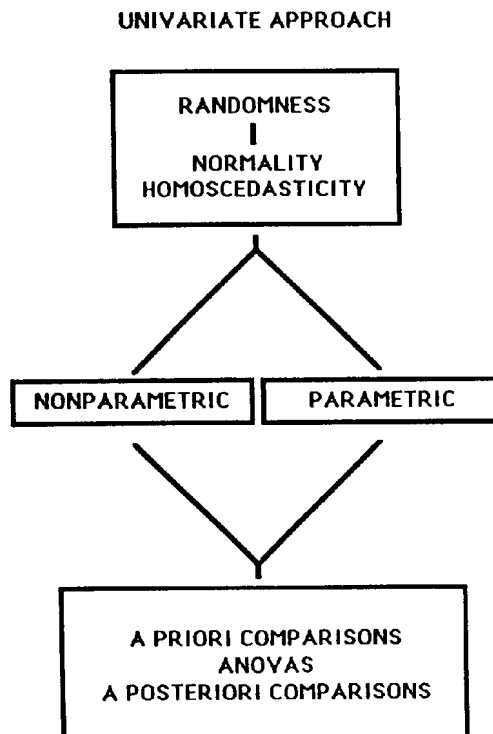 UNIVARIATE APPROACH
RANDOMNESS
NORMALITY
HOMOSCEDASTICITY
NONPARAMETRIC
PARAMETRIC
A PRIORI COMPARISONS
ANOVAS
A POSTERIORI COMPARISONS